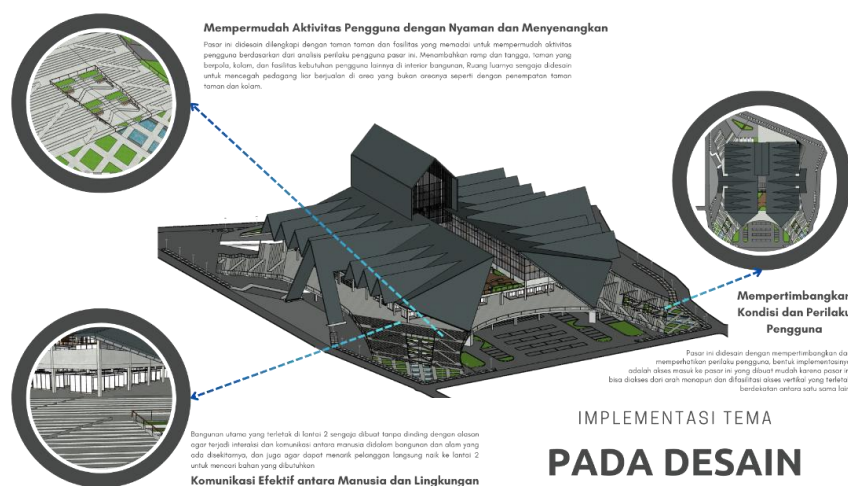 Mempermudah Aktivitas Pengguna dengan Nyaman dan Menyenangkan
Pasar ini didesain dilengkapi dengan taman taman dan fasilitas yang memadai untuk mempermudah aktivitas
pengguna berdasarkan dari analisis perilaku pengguna pasar ini. Menambahkan ramp dan tangga, taman yang
berpola, kolam, dan fasilitas kebutuhan pengguna lainnya di interior bangunan, Ruang luarnya sengaja didesain
untuk mencegah pedagang liar berjualan di area yang bukan areanya seperti dengan penempatan taman
taman dan kolam.
Mempertimbangkan
Kondisi dan Perilaku
Pengguna
Pasar ini didesain dengan mempertimbangkan da
memperhatikan perilaku pengguna, bentuk implementasinya
adalah akses masuk ke pasar ini yang dibuat mudah karena pasar in
bisa diakses dari arah manapun dan difasilitasi akses vertikal yang terletak
berdekatan antara satu sama lain
Bangunan utama yang terletak di lantai 2 sengaja dibuat tanpa dinding dengan alasan
agar terjadi interaksi dan komunikasi antara manusia didalam bangunan dan alam yang
ada disekitarnya, dan juga agar dapat menarik pelanggan langsung naik ke lantai 2
untuk mencari bahan yang dibutuhkan
Komunikasi Efektif antara Manusia dan Lingkungan
IMPLEMENTASI TEMA
PADA DESAIN